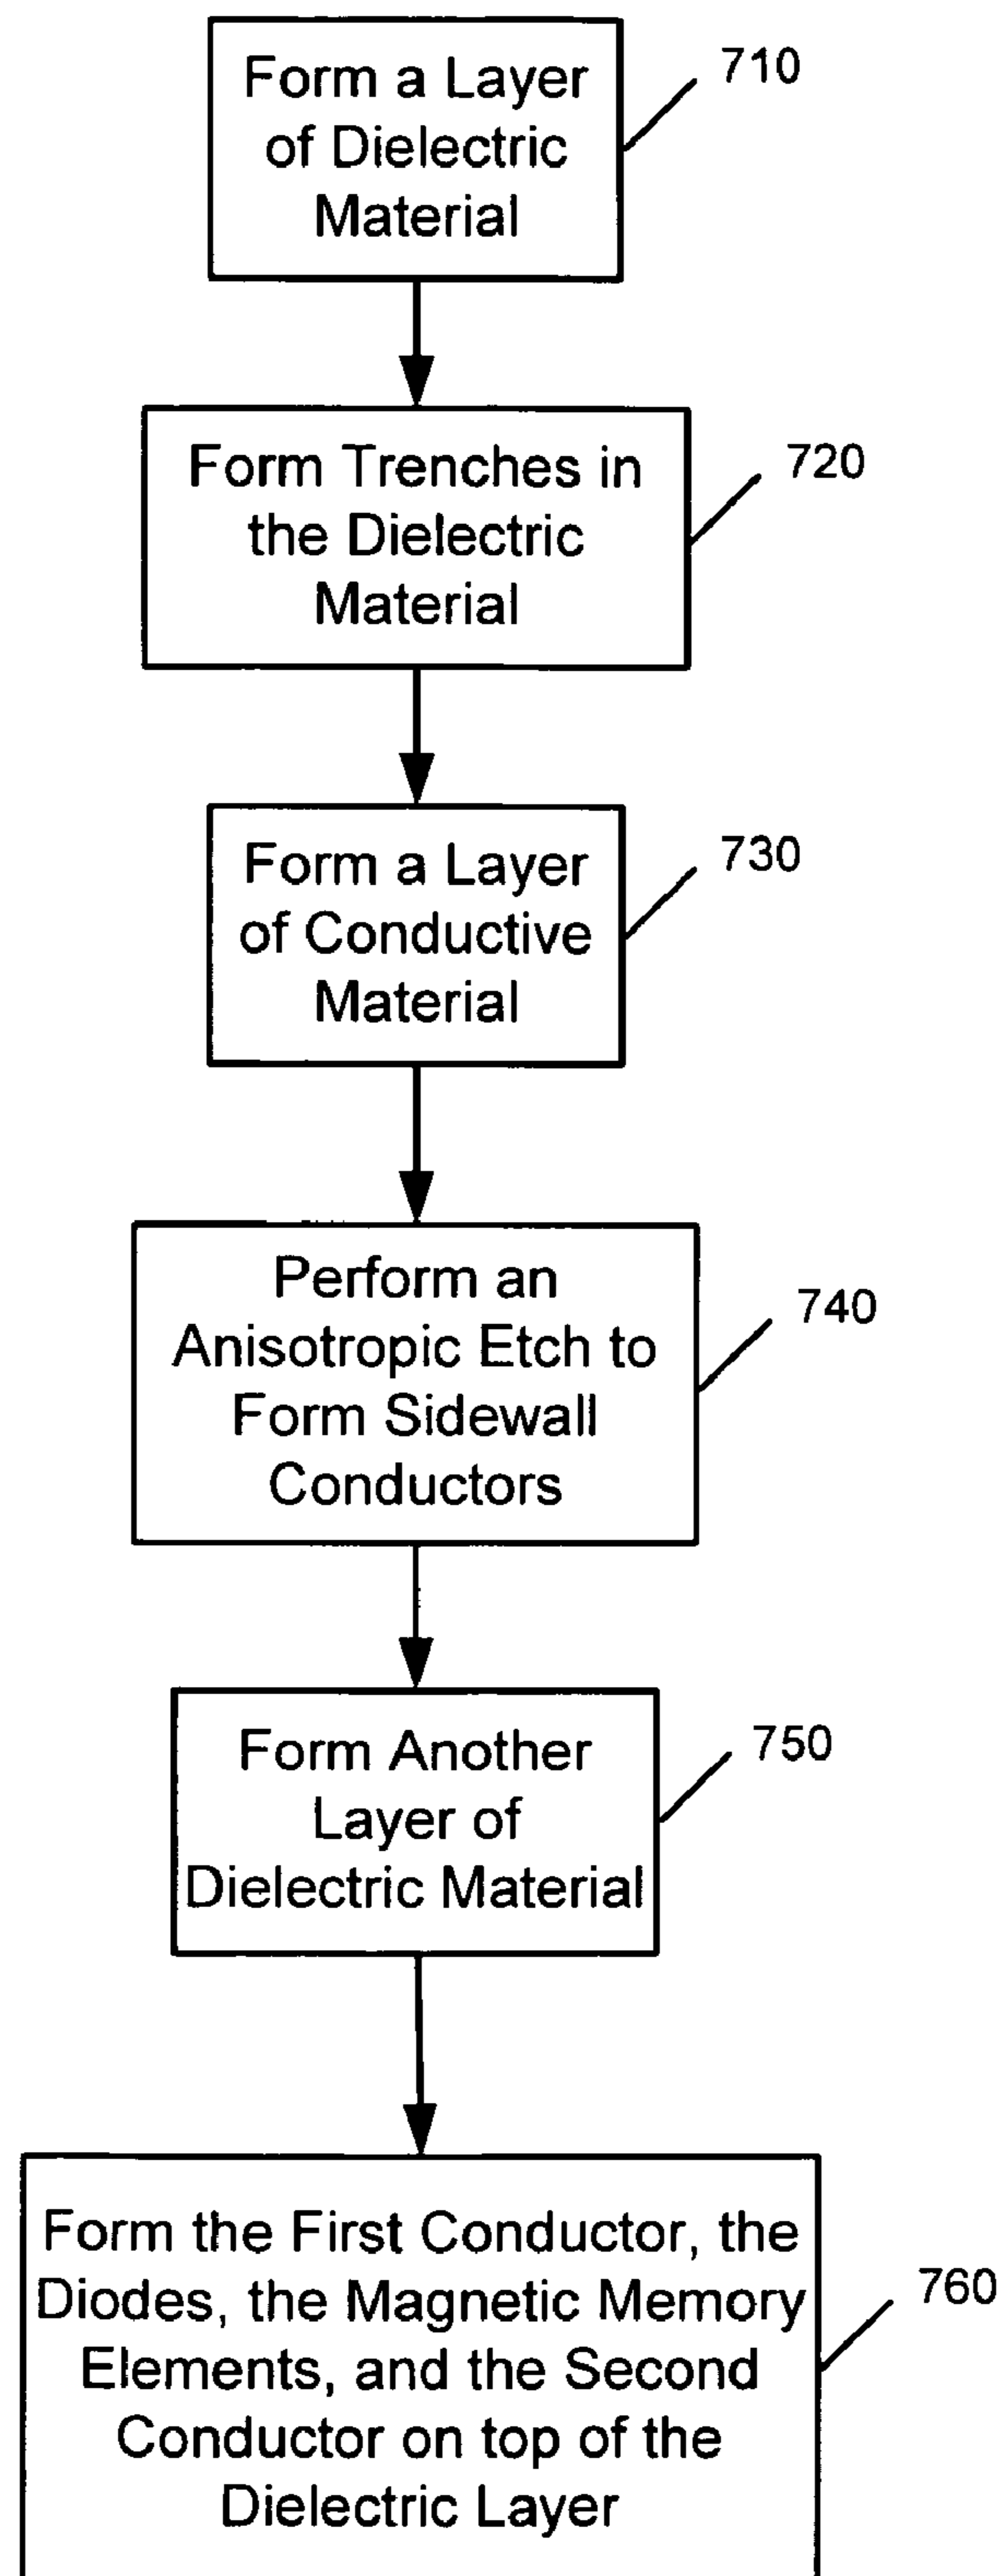 Form a Layer
of Dielectric
Material
710
Form Trenches in
the Dielectric
Material
720
Form a Layer
of Conductive
Material
730
Perform an
Anisotropic Etch to
Form Sidewall
Conductors
740
Form Another
Layer of
Dielectric Material
750
Form the First Conductor, the
Diodes, the Magnetic Memory
Elements, and the Second
Conductor on top of the
Dielectric Layer
760